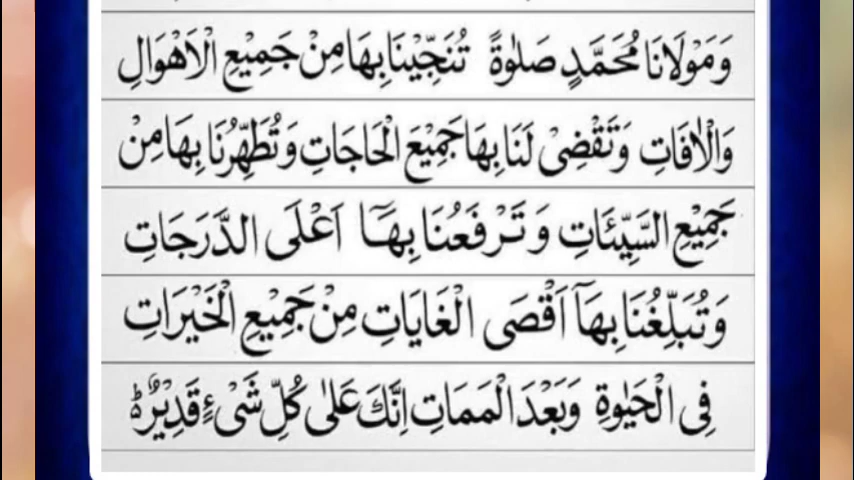 وَمَوْلَانَا مُحَمَّدٍ صَلٰوةً تُنَجِّيْنَا بِهَا مِنْ جَمِيْعِ الْاَهْوَالِ
وَالْاٰفَاتِ وَتَقْضِىْ لَنَا بِهَا جَمِيْعَ الْحَاجَاتِ وَتُطَهِّرُنَا بِهَا مِنْ
جَمِيْعِ السَّيِّئَاتِ وَتَرْفَعُنَا بِهَآ اَعْلَى الدَّرَجَاتِ
وَتُبَلِّغُنَا بِهَآ اَقْصَى الْغَايَاتِ مِنْ جَمِيْعِ الْخَيْرَاتِ
فِى الْحَيٰوةِ وَبَعْدَ الْمَمَاتِ اِنَّكَ عَلٰى كُلِّ شَىْءٍ قَدِيْرٌ ؕ